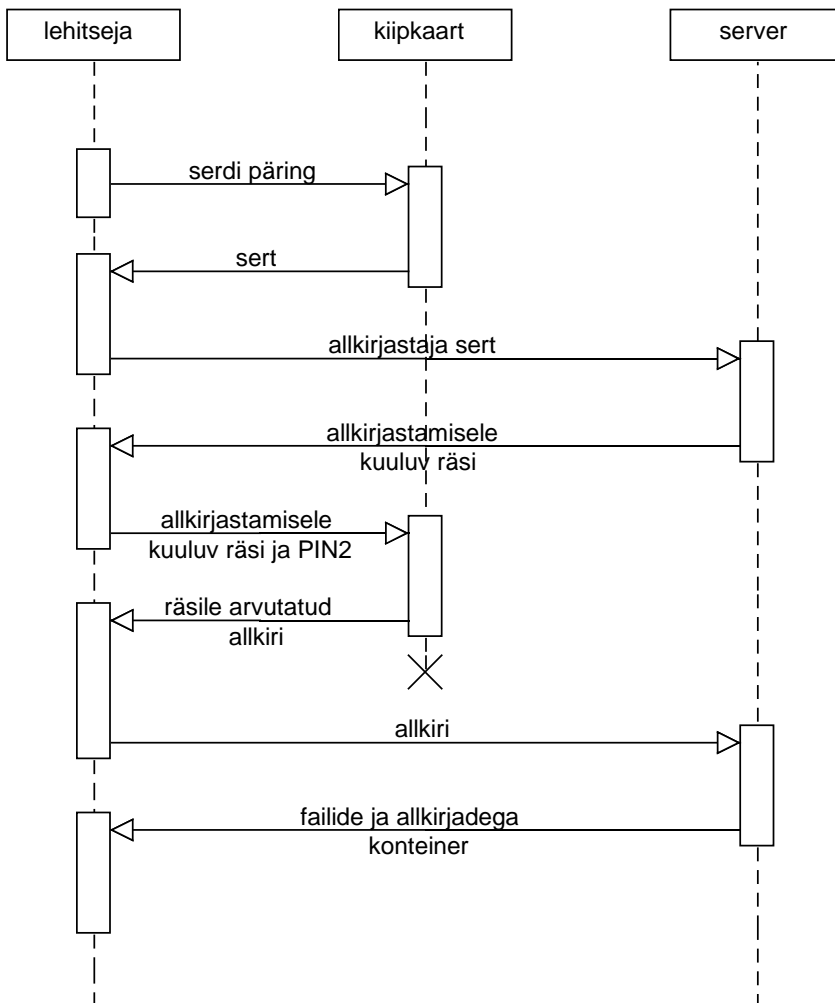 lehitseja
kiipkaart
server
serdi päring
sert
allkirjastaja sert
allkirjastamisele
kuuluv räsi
allkirjastamisele
kuuluv räsi ja PIN2
räsile arvutatud
allkiri
allkiri
failide ja allkirjadega
konteiner